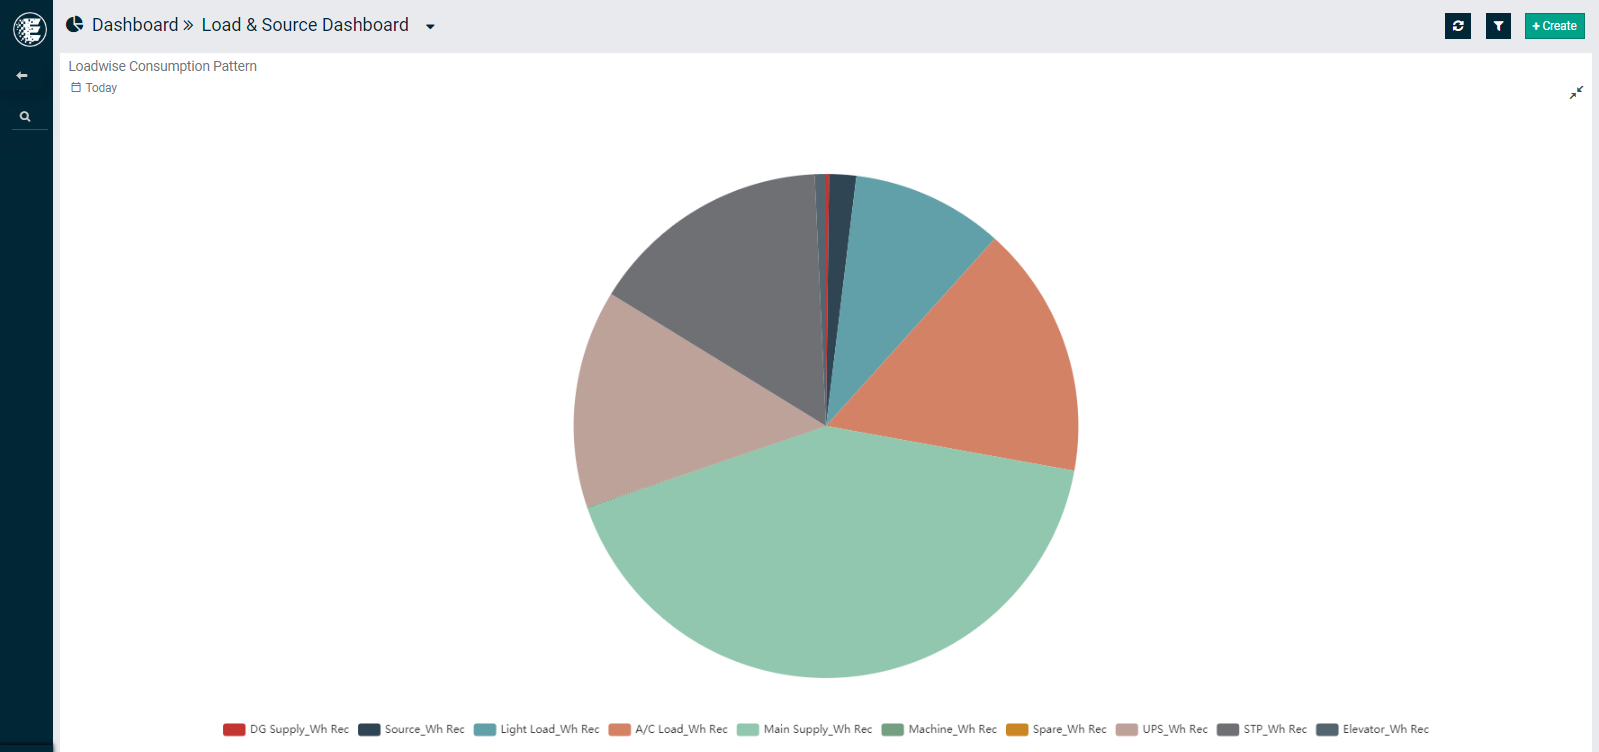 Dashboard » Load & Source Dashboard
+ Create
Loadwise Consumption Pattern
Today
DG Supply_Wh Rec Source_Wh Rec Light Load_Wh Rec A/C Load_Wh Rec Main Supply_Wh Rec Machine_Wh Rec Spare_Wh Rec UPS_Wh Rec STP_Wh Rec Elevator_Wh Rec